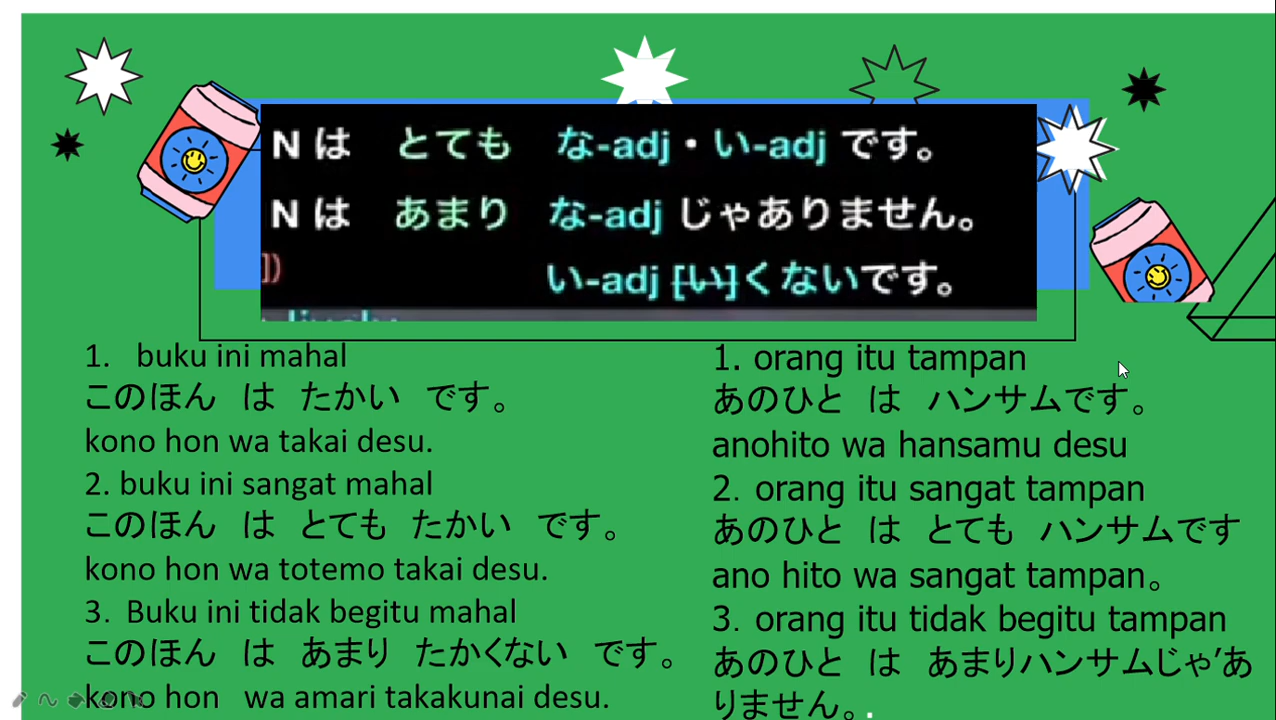 N は とても な-adj・い-adj です。
N は あまり な-adj じゃありません。
])
い-adj [い]くないです。
1. buku ini mahal
このほん は たかい です。
kono hon wa takai desu.
2. buku ini sangat mahal
このほん は とても たかい です。
kono hon wa totemo takai desu.
3. Buku ini tidak begitu mahal
このほん は あまり たかくない です。
kono hon wa amari takakunai desu.
1. orang itu tampan
あのひと は ハンサムです。
anohito wa hansamu desu
2. orang itu sangat tampan
あのひと は とても ハンサムです
ano hito wa sangat tampan。
3. orang itu tidak begitu tampan
あのひと は あまりハンサムじゃ’あ
りません。.